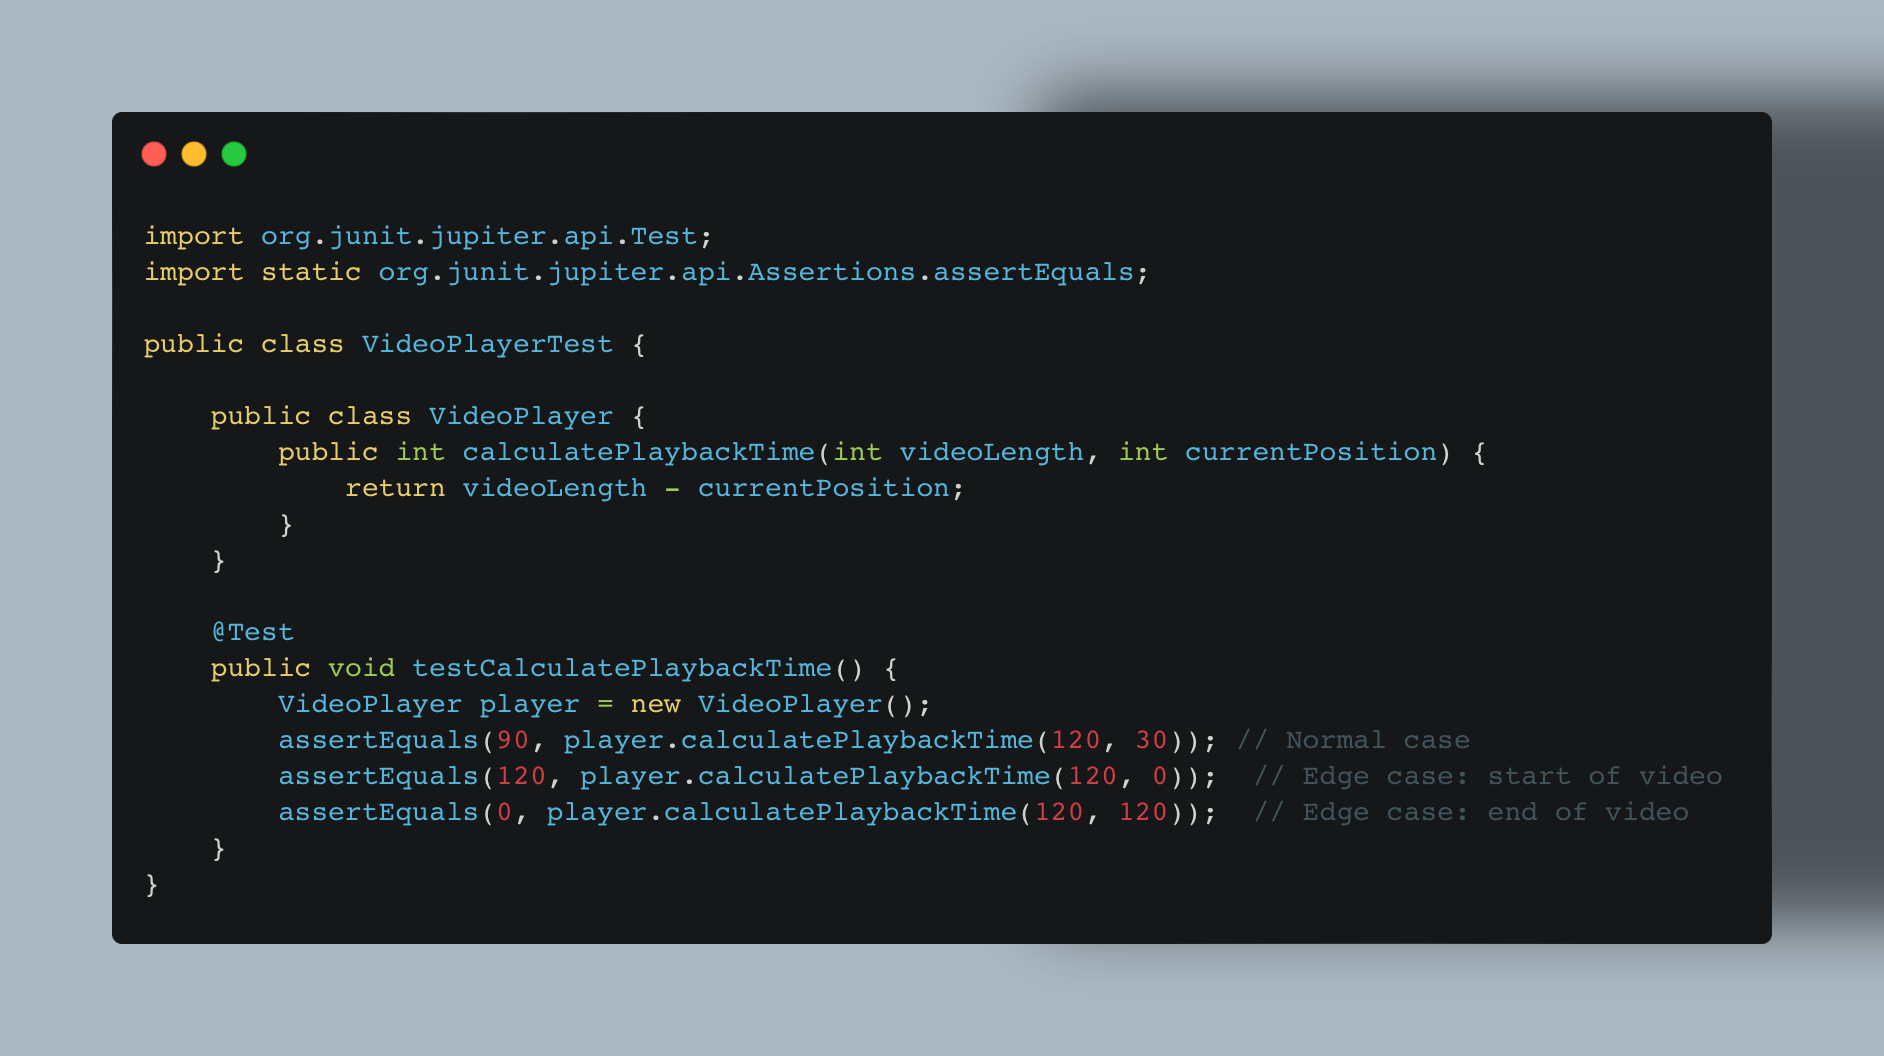 import org.junit.jupiter.api.Test;
import static org.junit.jupiter.api.Assertions.assertEquals;

public class VideoPlayerTest {

    public class VideoPlayer {
        public int calculatePlaybackTime(int videoLength, int currentPosition) {
            return videoLength - currentPosition;
        }
    }

    @Test
    public void testCalculatePlaybackTime() {
        VideoPlayer player = new VideoPlayer();
        assertEquals(90, player.calculatePlaybackTime(120, 30)); // Normal case
        assertEquals(120, player.calculatePlaybackTime(120, 0));  // Edge case: start of video
        assertEquals(0, player.calculatePlaybackTime(120, 120));  // Edge case: end of video
    }
}